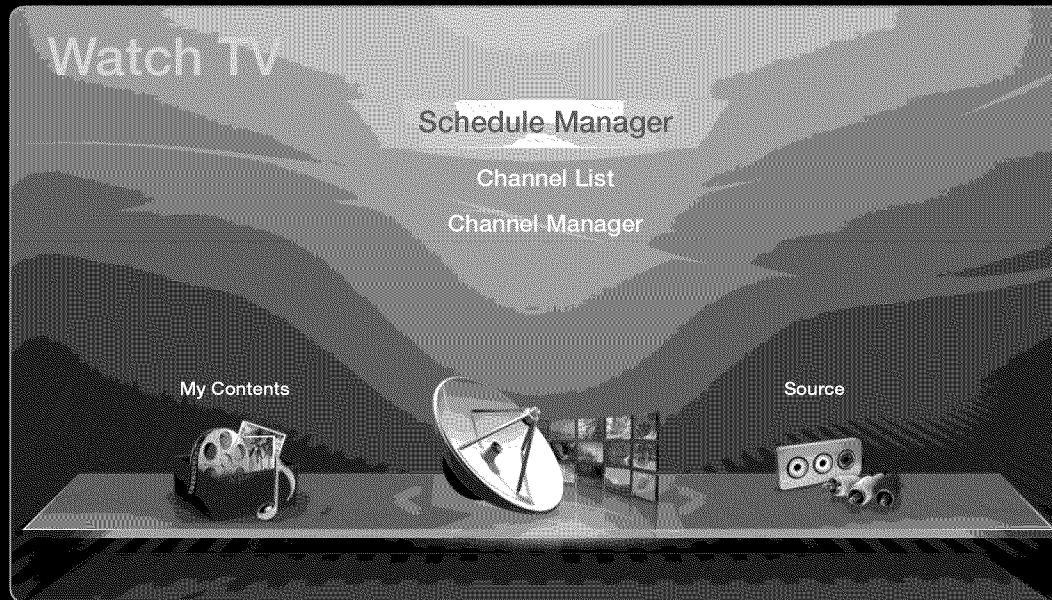 Watch TV
Schedule Manager
Channel List
Channel Manager
My Contents
Source